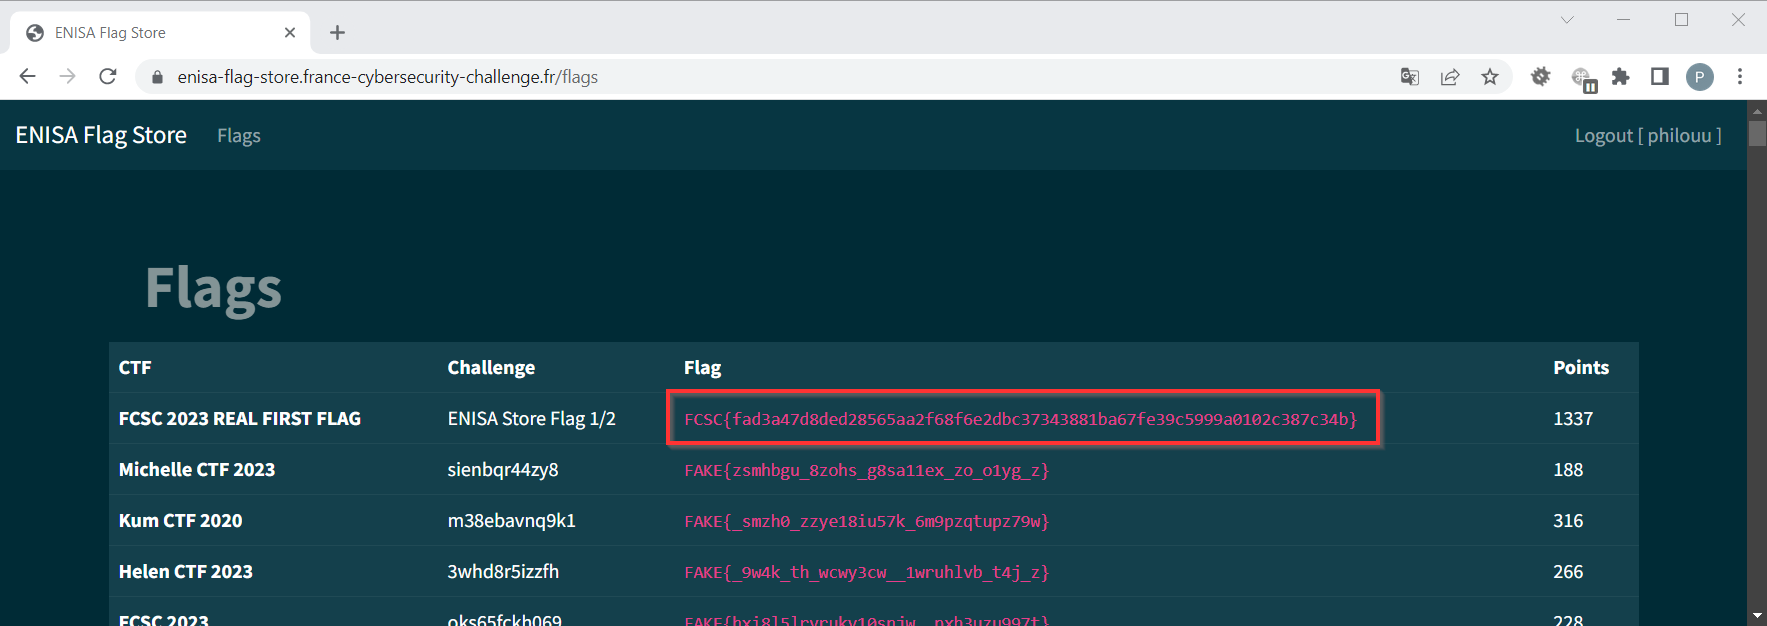 ENISA Flag Store
enisa-flag-store.france-cybersecurity-challenge.fr/flags
P
ENISA Flag Store Flags Logout [ philouu ]
Flags
CTF Challenge Flag Points
FCSC 2023 REAL FIRST FLAG ENISA Store Flag 1/2 FCSC{fad3a47d8ded28565aa2f68f6e2dbc37343881ba67fe39c5999a0102c387c34b} 1337
Michelle CTF 2023 sienbqr44zy8 FAKE{zsmhbgu_8zohs_g8sa11ex_zo_o1yg_z} 188
Kum CTF 2020 m38ebavnq9k1 FAKE{_smzh0_zzye18iu57k_6m9pzqtupz79w} 316
Helen CTF 2023 3whd8r5izzfh FAKE{_9w4k_th_wcwy3cw__1wruhlvb_t4j_z} 266
FCSC 2023 oks65fckh069 228